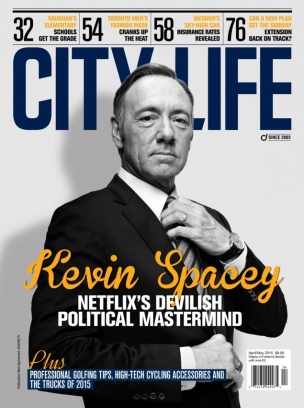 32 VAUGHAN'S
ELEMENTARY
SCHOOLS
GET THE GRADE
54 TORONTO MEN'S
FASHION WEEK
CRANKS UP
THE HEAT
58 ONTARIO'S
SKY-HIGH CAR
INSURANCE RATES
REVEALED
76 CAN A NEW PLAN
GET THE SUBWAY
EXTENSION
BACK ON TRACK?
CITY LIFE
SINCE 2003
Kevin Spacey
NETFLIX'S DEVILISH
POLITICAL MASTERMIND
Plus
PROFESSIONAL GOLFING TIPS, HIGH-TECH CYCLING ACCESSORIES AND
THE TRUCKS OF 2015
April/May 2015 $9.95